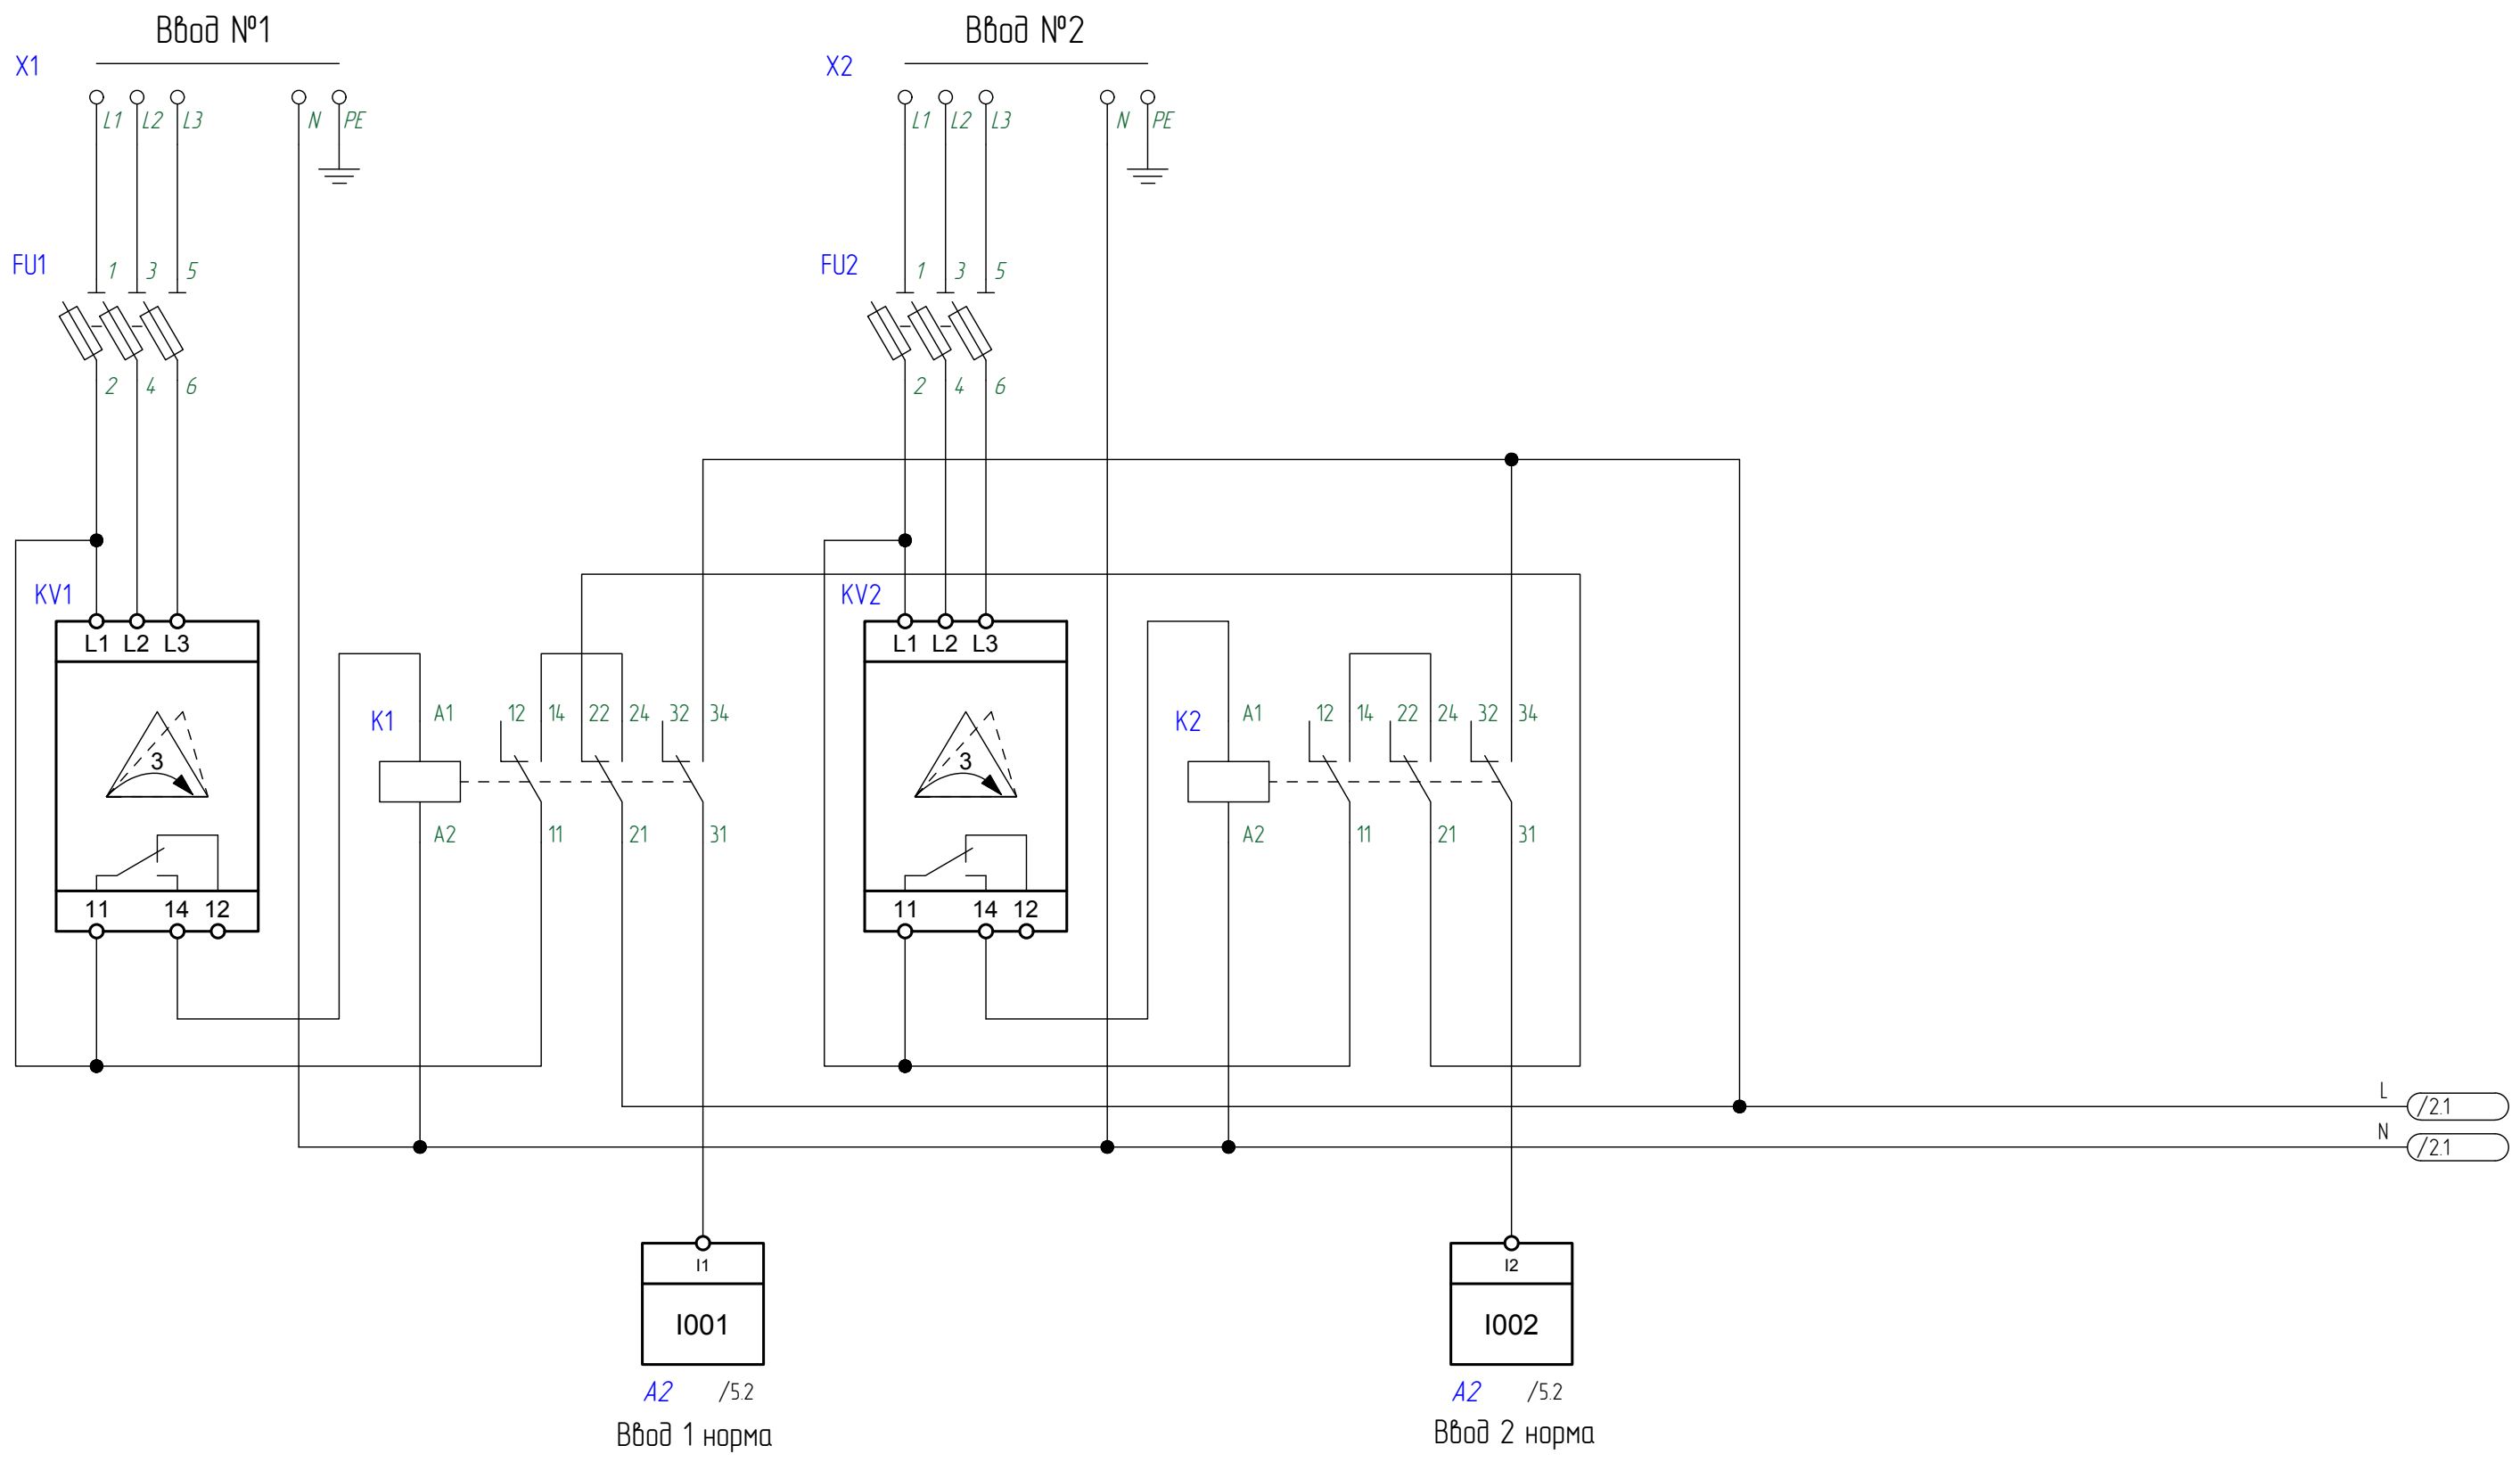 Ввод №1 Ввод №2
X1 X2
L1 L2 L3 N PE L1 L2 L3 N PE
FU1 1 3 5 FU2 1 3 5
2 4 6 2 4 6
KV1 KV2
L1 L2 L3 L1 L2 L3
K1 A1 12 14 22 24 32 34 K2 A1 12 14 22 24 32 34
3 3
A2 11 21 31 A2 11 21 31
11 14 12 11 14 12
L
/2.1
N
/2.1
I1 I2
I001 I002
A2 /5.2 A2 /5.2
Ввод 1 норма Ввод 2 норма